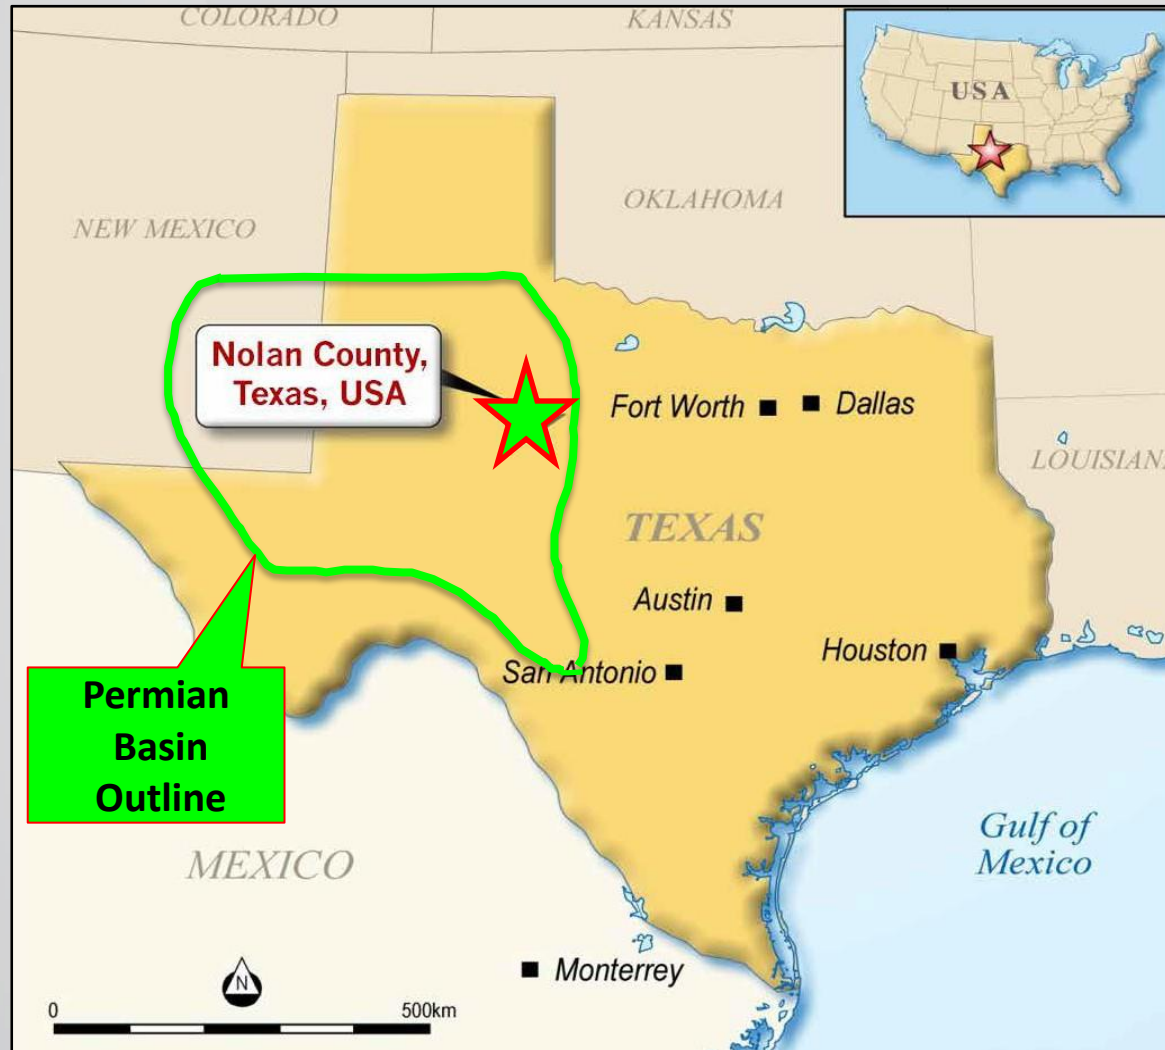 COLORADO
KANSAS
USA
OKLAHOMA
NEW MEXICO
Nolan County,
Texas, USA
Fort Worth
Dallas
LOUISIAN
TEXAS
Austin
Houston
San Antonio
Permian
Basin
Outline
Gulf of
Mexico
MEXICO
Monterrey
N
0
500km